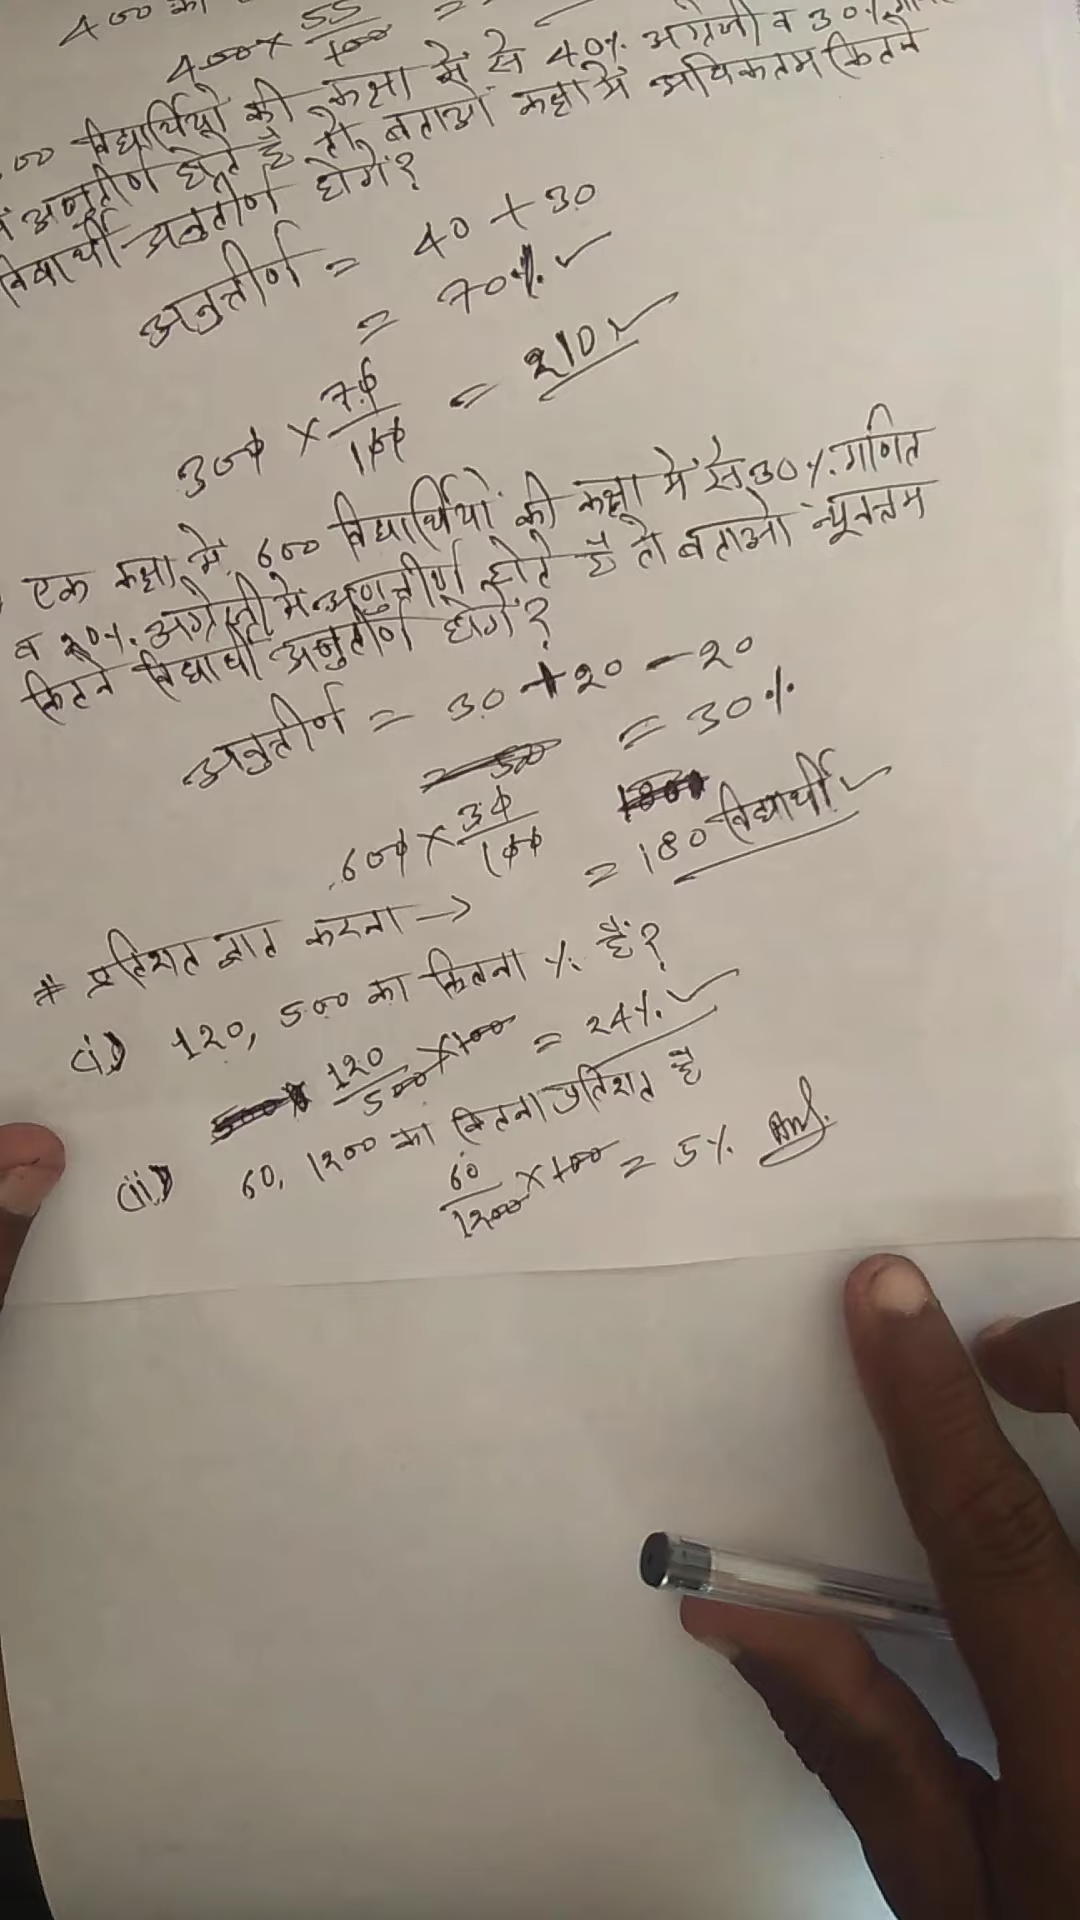 400 का
400 × 55/100 =
00 विद्यार्थियों की कक्षा में से 40% अंग्रेजी व 30%
में अनुतीर्ण होते है तो बताओ कक्षा में अधिकतम कितने
विद्यार्थी अनुतीर्ण होगें?
अनुत्तीर्ण = 40 + 30
= 70% ✓
300 × 70/100 = 210 ✓
एक कक्षा में 600 विद्यार्थियों की कक्षा में से 30% गणित
व 20% अंग्रेजी में अणुत्तीर्ण होते है तो बताओ न्यूनतम
कितने विद्यार्थी अनुतीर्ण होगें?
अनुत्तीर्ण = 30 + 20 - 20
= 30%
600 × 30/100 = 180 विद्यार्थी ✓
# प्रतिशत ज्ञात करना →
(i) 120, 500 का कितना % हैं?
120/500 × 100 = 24% ✓
(ii) 60, 1200 का कितना प्रतिशत है
60/1200 × 100 = 5% Ans.